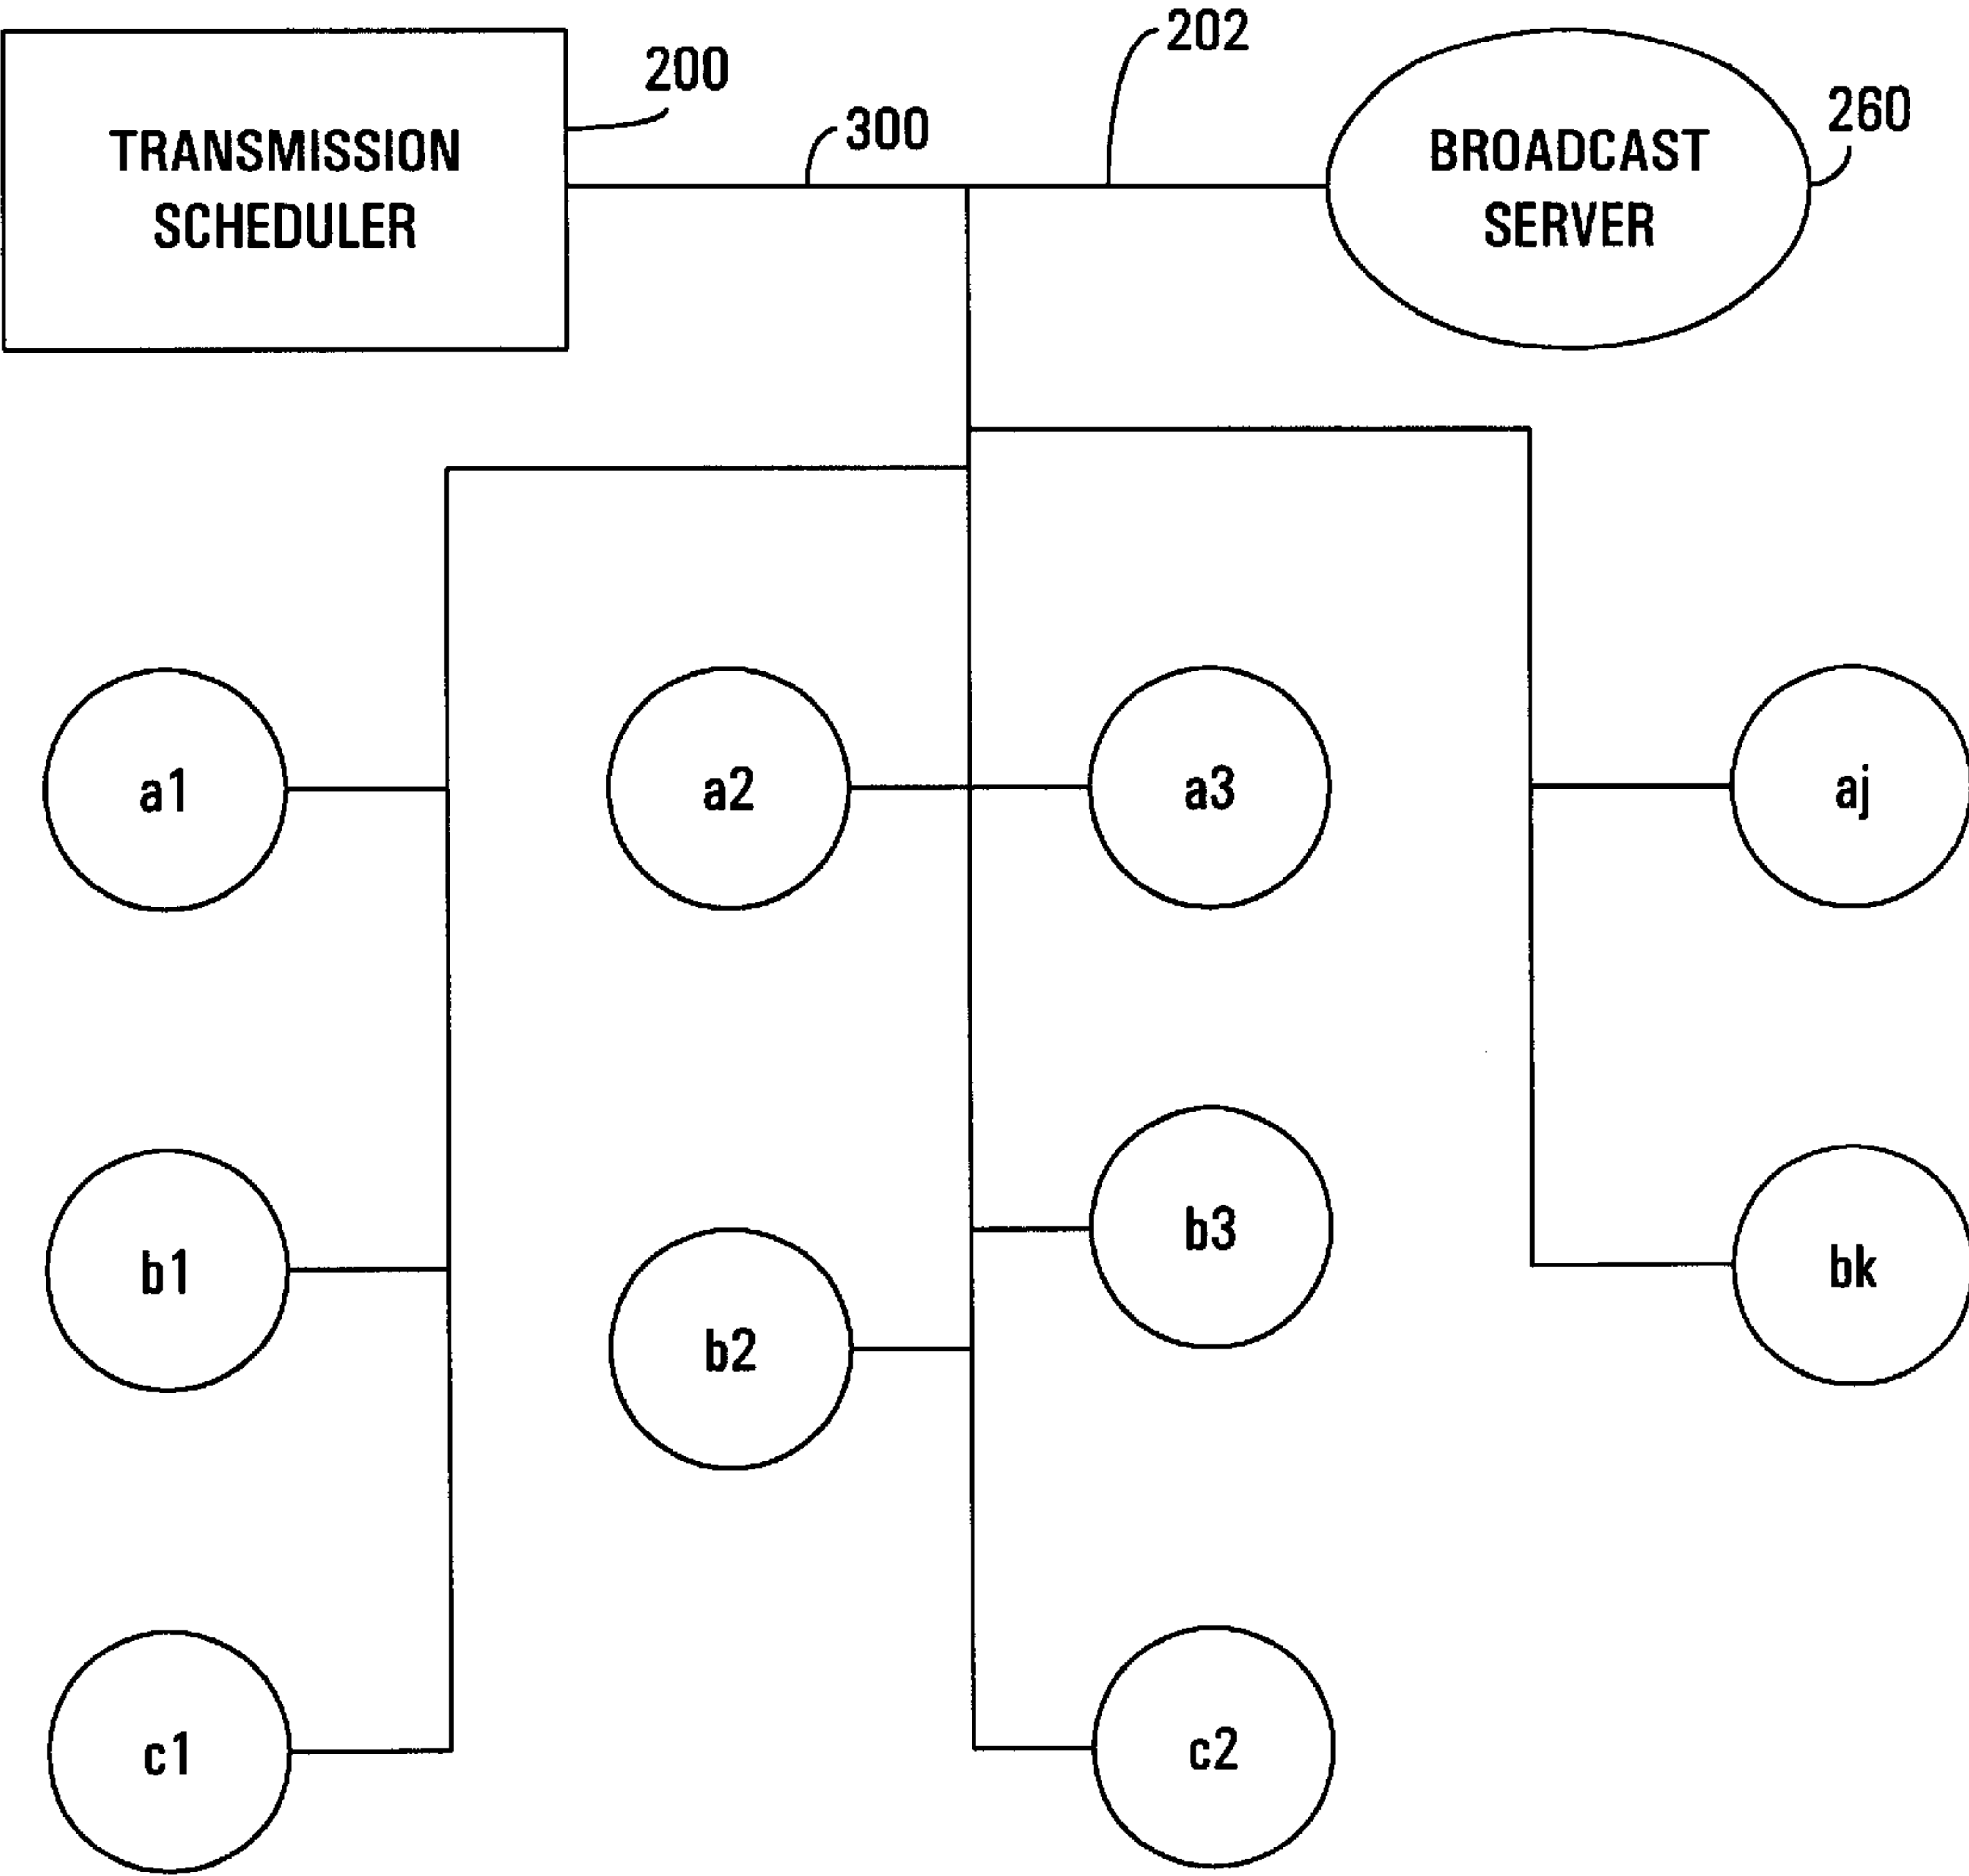 202
200
300
260
TRANSMISSION
SCHEDULER
BROADCAST
SERVER
a1
a2
a3
aj
b1
b2
b3
bk
c1
c2